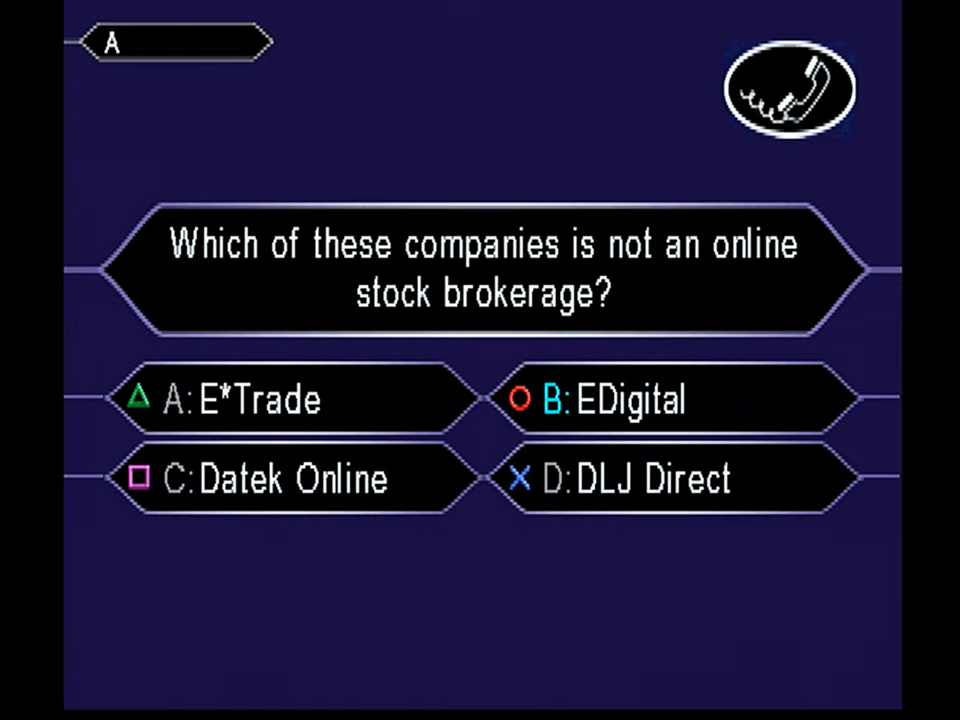 A
Which of these companies is not an online
stock brokerage?
A: E*Trade
B: EDigital
C: Datek Online
D: DLJ Direct